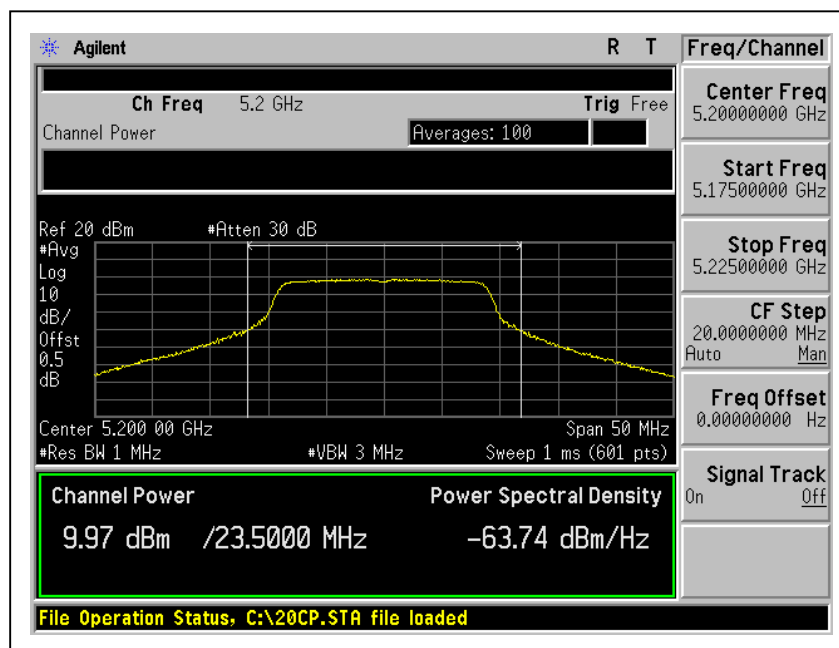 Agilent R T Freq/Channel
Ch Freq 5.2 GHz Trig Free
Channel Power Averages: 100
Ref 20 dBm #Atten 30 dB
#Avg
Log
10
dB/
Offst
0.5
dB
Center 5.200 00 GHz Span 50 MHz
#Res BW 1 MHz #VBW 3 MHz Sweep 1 ms (601 pts)
Channel Power Power Spectral Density
9.97 dBm /23.5000 MHz -63.74 dBm/Hz
File Operation Status, C:\20CP.STA file loaded
Center Freq
5.20000000 GHz
Start Freq
5.17500000 GHz
Stop Freq
5.22500000 GHz
CF Step
20.0000000 MHz
Auto Man
Freq Offset
0.00000000 Hz
Signal Track
On Off